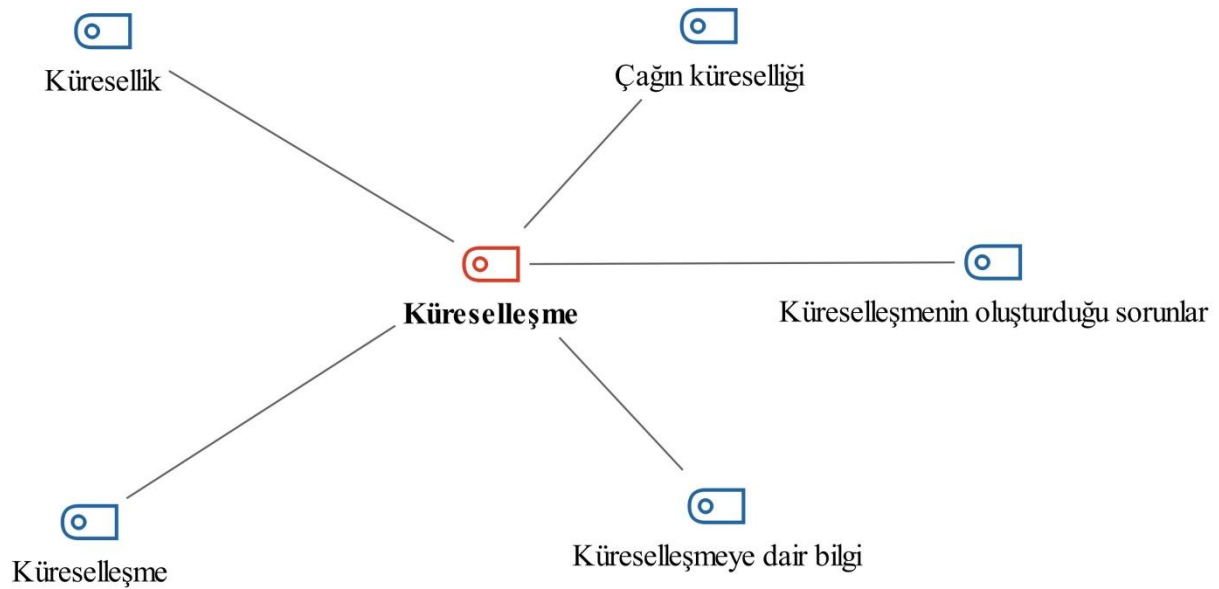 Küresellik
Çağın küreselliği
Küreselleşme
Küreselleşmenin oluşturduğu sorunlar
Küreselleşmeye dair bilgi
Küreselleşme